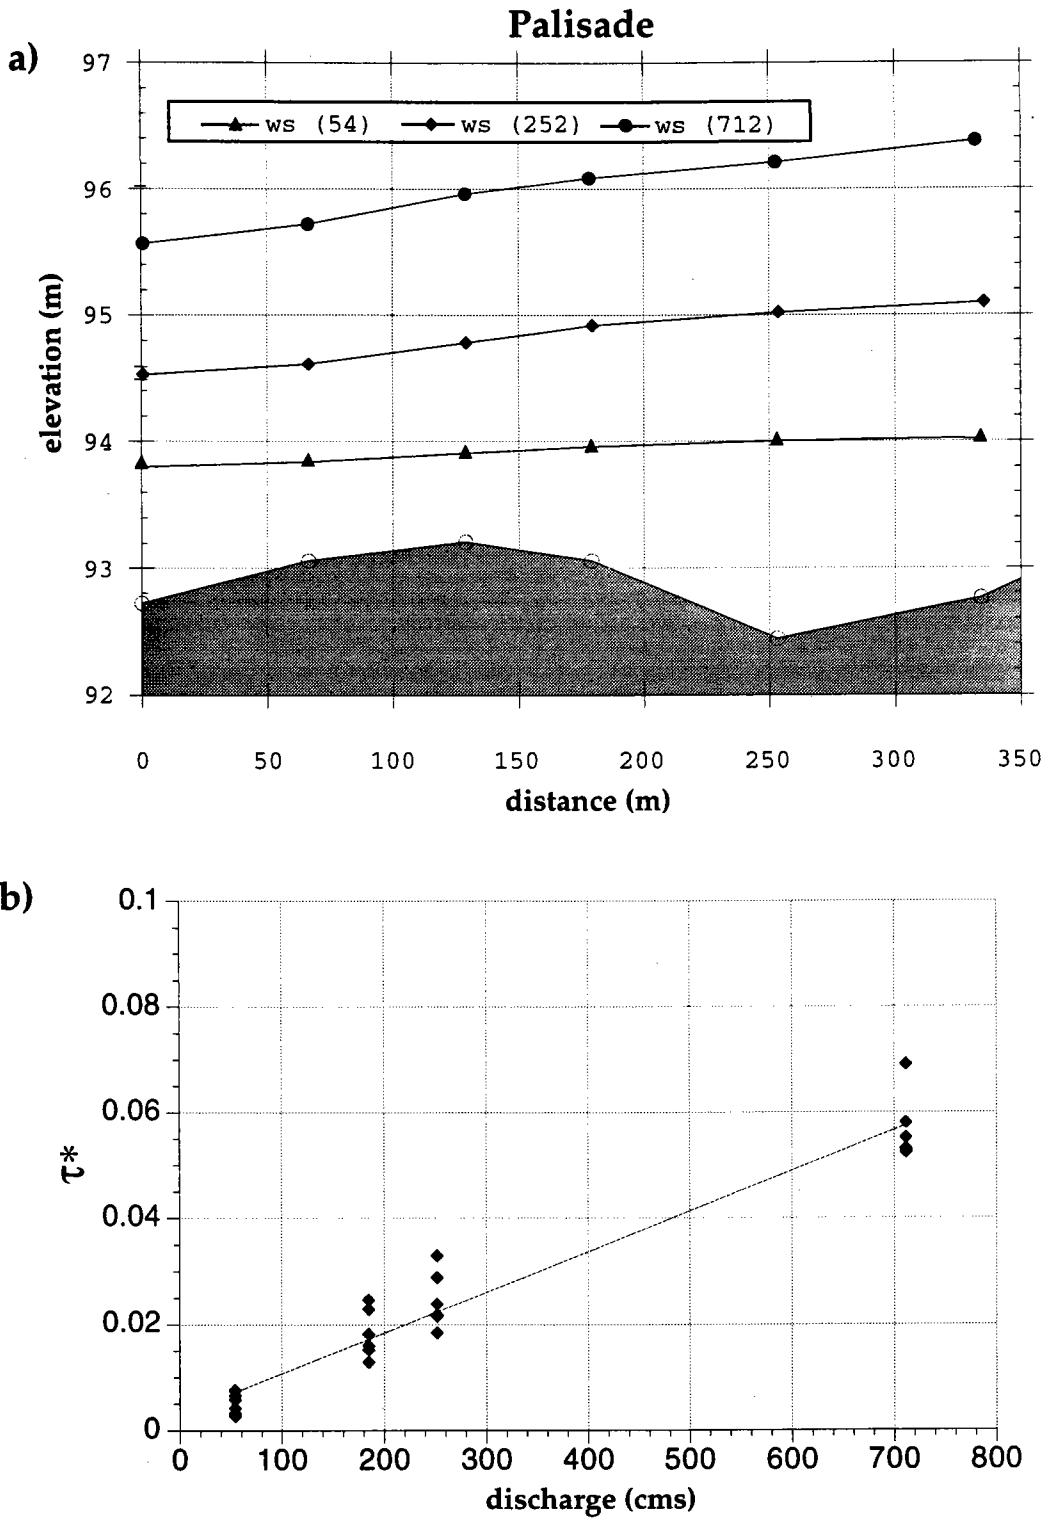 Palisade
a)
97
ws (54) ws (252) ws (712)
96
95
94
93
92
elevation (m)
0 50 100 150 200 250 300 350
distance (m)
b)
0.1
0.08
0.06
0.04
0.02
0
τ*
0 100 200 300 400 500 600 700 800
discharge (cms)